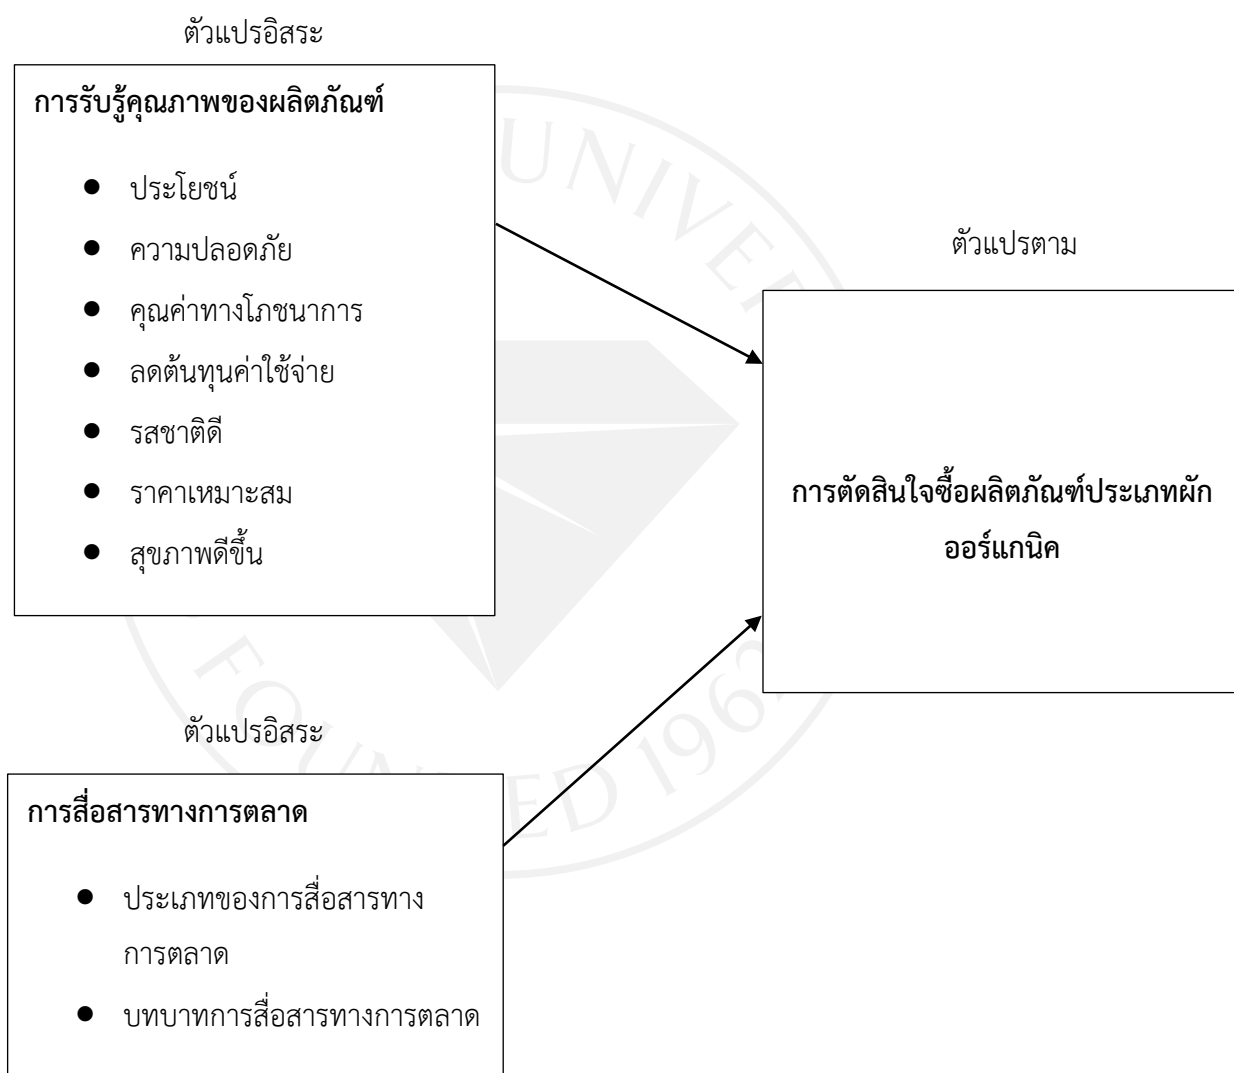 ตัวแปรอิสระ
การรับรู้คุณภาพของผลิตภัณฑ์
● ประโยชน์
● ความปลอดภัย
● คุณค่าทางโภชนาการ
● ลดต้นทุนค่าใช้จ่าย
● รสชาติดี
● ราคาเหมาะสม
● สุขภาพดีขึ้น
ตัวแปรตาม
การตัดสินใจซื้อผลิตภัณฑ์ประเภทผัก
ออร์แกนิค
ตัวแปรอิสระ
การสื่อสารทางการตลาด
● ประเภทของการสื่อสารทาง
การตลาด
● บทบาทการสื่อสารทางการตลาด